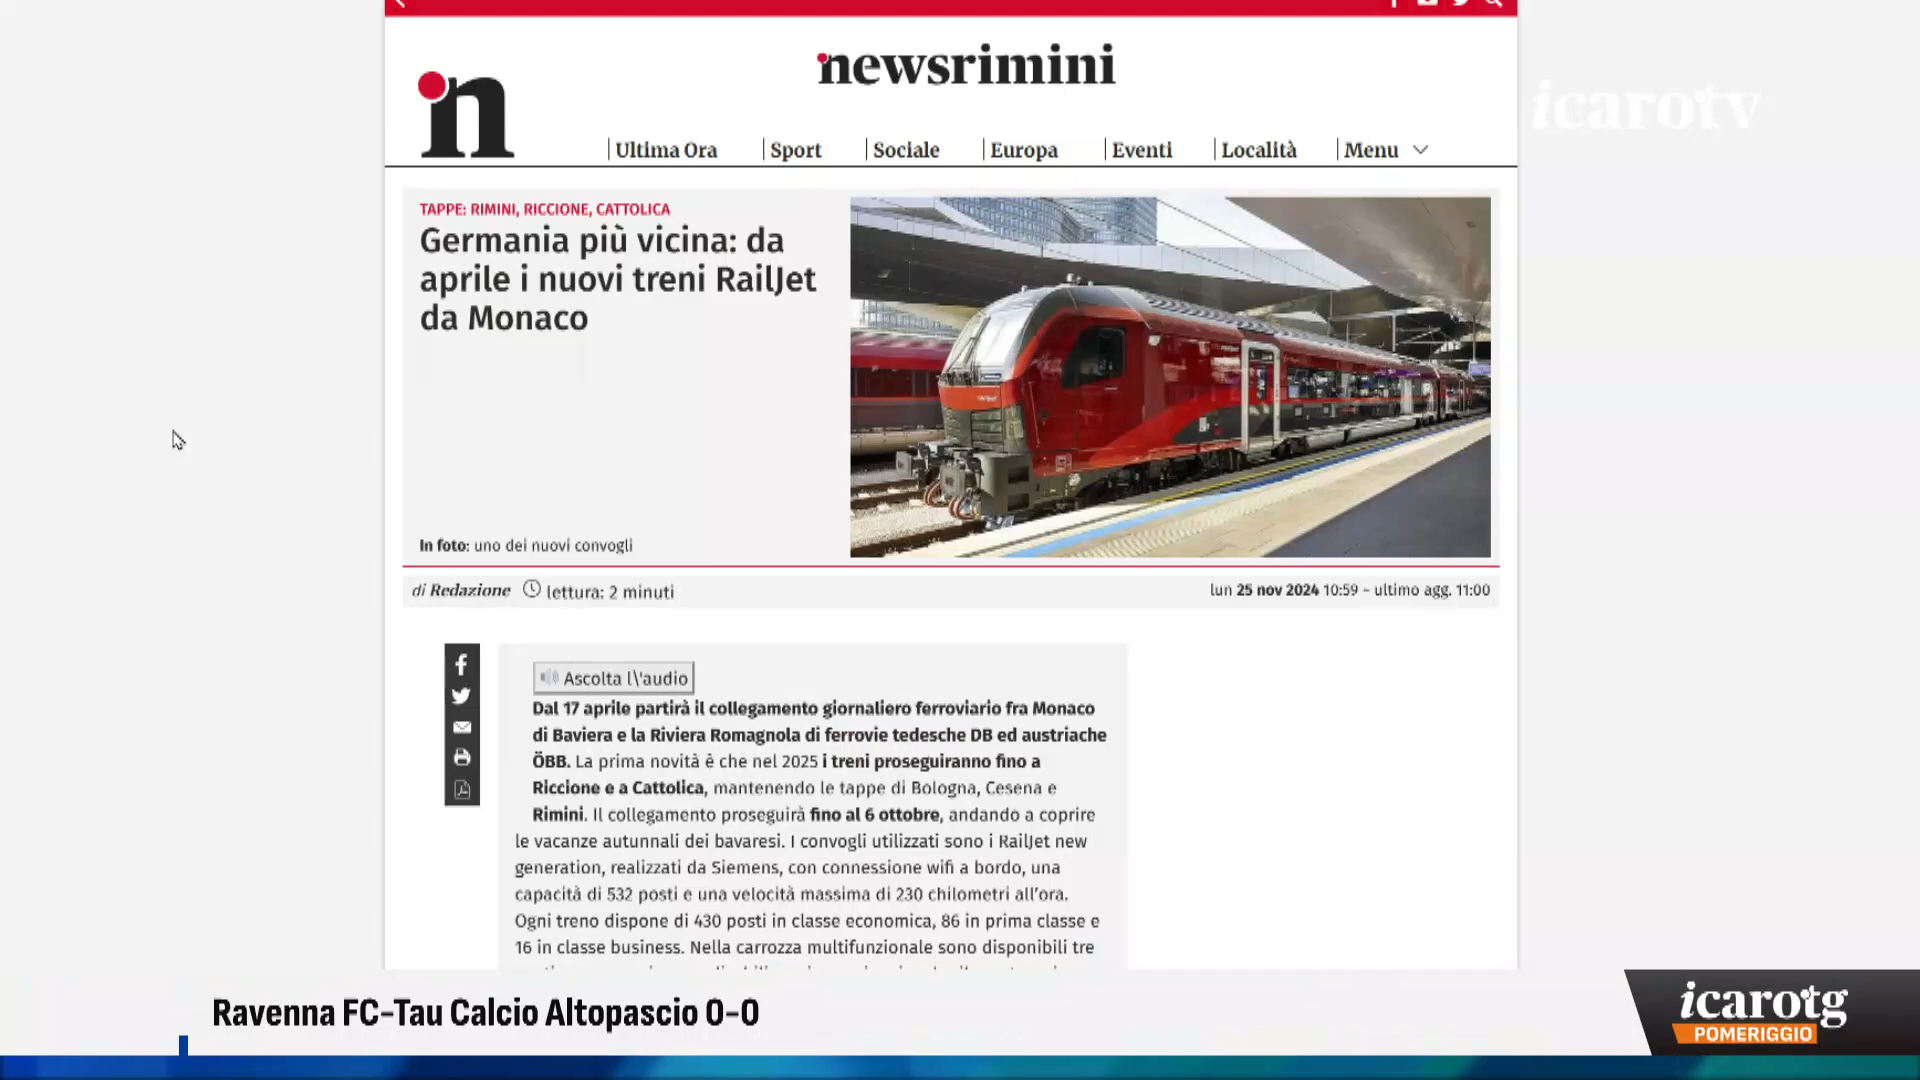 newsrimini
n
icarotv
Ultima Ora
Sport
Sociale
Europa
Eventi
Località
Menu
TAPPE: RIMINI, RICCIONE, CATTOLICA
Germania più vicina: da
aprile i nuovi treni RailJet
da Monaco
In foto: uno dei nuovi convogli
di Redazione lettura: 2 minuti
lun 25 nov 2024 10:59 ~ ultimo agg. 11:00
Ascolta l\'audio
Dal 17 aprile partirà il collegamento giornaliero ferroviario fra Monaco
di Baviera e la Riviera Romagnola di ferrovie tedesche DB ed austriache
ÖBB. La prima novità è che nel 2025 i treni proseguiranno fino a
Riccione e a Cattolica, mantenendo le tappe di Bologna, Cesena e
Rimini. Il collegamento proseguirà fino al 6 ottobre, andando a coprire
le vacanze autunnali dei bavaresi. I convogli utilizzati sono i RailJet new
generation, realizzati da Siemens, con connessione wifi a bordo, una
capacità di 532 posti e una velocità massima di 230 chilometri all'ora.
Ogni treno dispone di 430 posti in classe economica, 86 in prima classe e
16 in classe business. Nella carrozza multifunzionale sono disponibili tre
Ravenna FC-Tau Calcio Altopascio 0-0
icarotg
POMERIGGIO